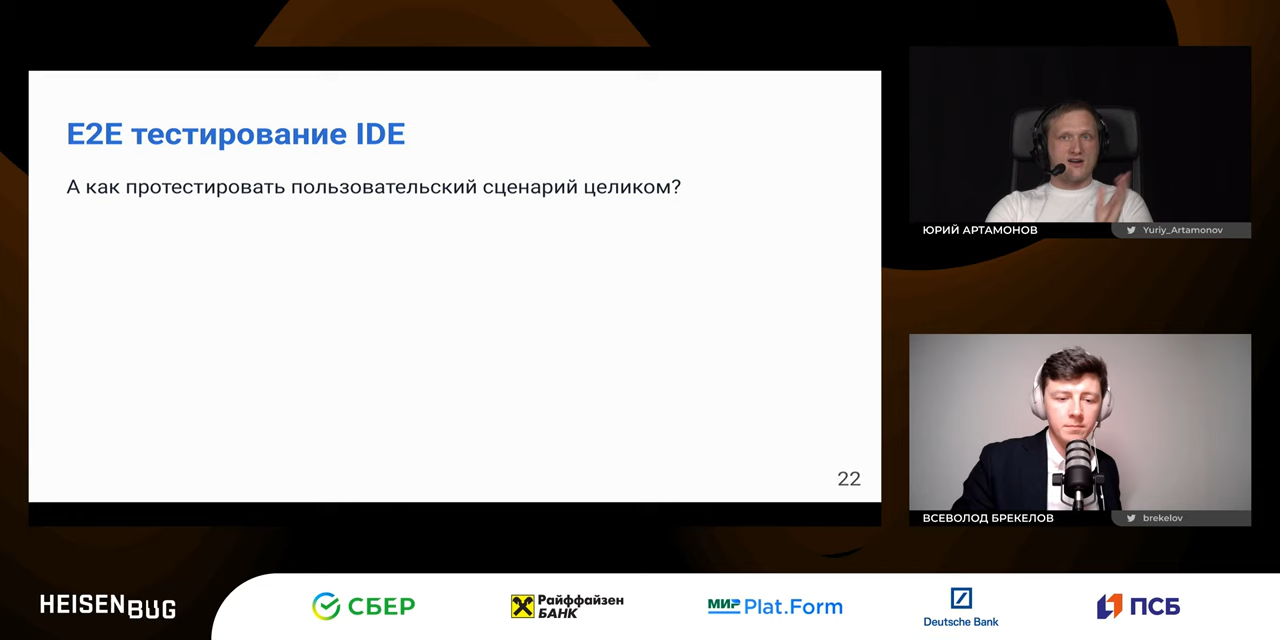 E2E тестирование IDE
А как протестировать пользовательский сценарий целиком?
22
ЮРИЙ АРТАМОНОВ
Yuriy_Artamonov
ВСЕВОЛОД БРЕКЕЛОВ
brekelov
HEISENBUG
СБЕР
Райффайзен
БАНК
МИР Plat.Form
Deutsche Bank
ПСБ